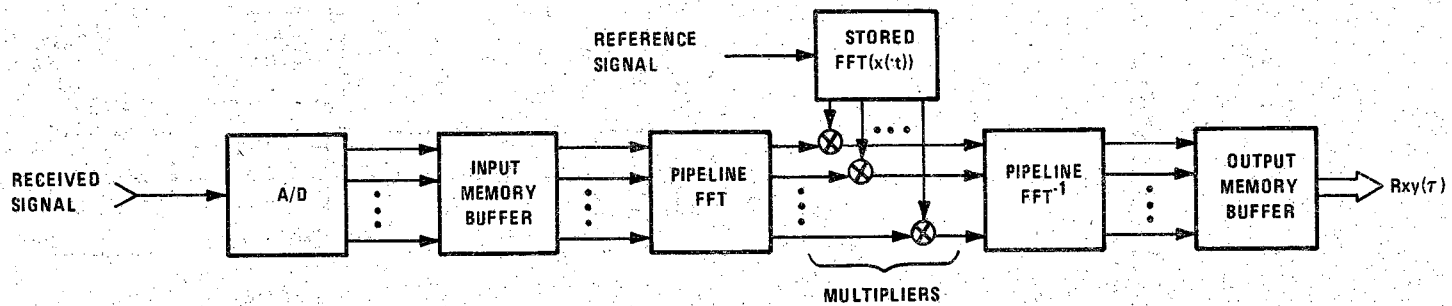 REFERENCE
SIGNAL
STORED
FFT(x(t))
RECEIVED
SIGNAL
A/D
INPUT
MEMORY
BUFFER
PIPELINE
FFT
PIPELINE
FFT⁻¹
OUTPUT
MEMORY
BUFFER
Rxy(τ)
MULTIPLIERS